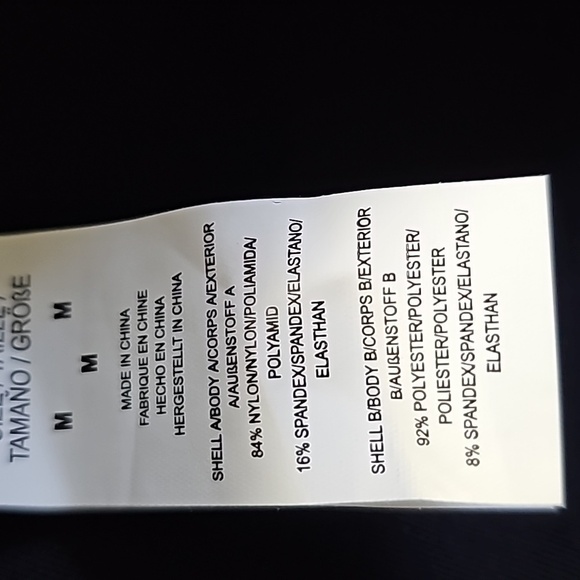 TAMAÑO / GRÖßE
M M
M
MADE IN CHINA
FABRIQUE EN CHINE
HECHO EN CHINA
HERGESTELLT IN CHINA
SHELL A/BODY A/CORPS A/EXTERIOR
A/AUßENSTOFF A
84% NYLON/NYLON/POLIAMIDA/
POLYAMID
16% SPANDEX/SPANDEX/ELASTANO/
ELASTHAN
SHELL B/BODY B/CORPS B/EXTERIOR
B/AUßENSTOFF B
92% POLYESTER/POLYESTER/
POLIESTER/POLYESTER
8% SPANDEX/SPANDEX/ELASTANO/
ELASTHAN